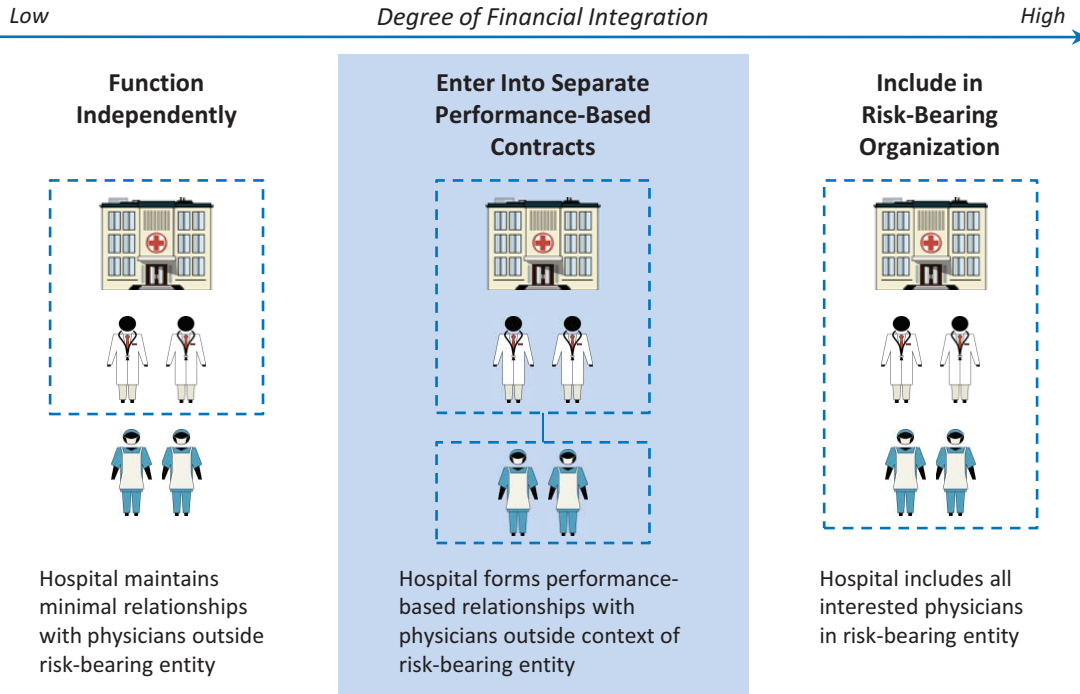 Low Degree of Financial Integration High
Function
Independently
Enter Into Separate
Performance-Based
Contracts
Include in
Risk-Bearing
Organization
Hospital maintains
minimal relationships
with physicians outside
risk-bearing entity
Hospital forms performance-
based relationships with
physicians outside context of
risk-bearing entity
Hospital includes all
interested physicians
in risk-bearing entity